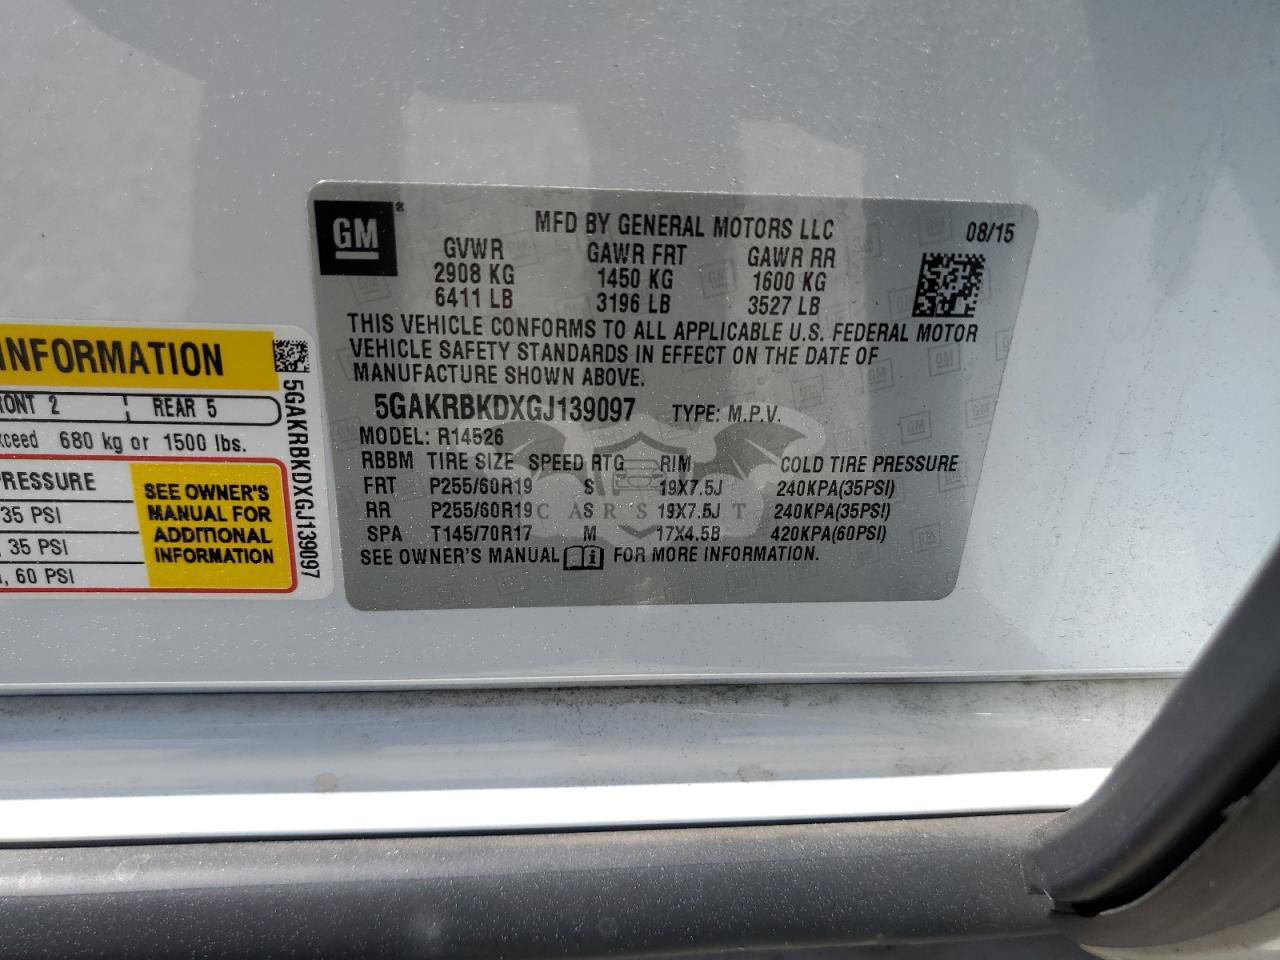 GM®
MFD BY GENERAL MOTORS LLC 08/15
GVWR GAWR FRT GAWR RR
2908 KG 1450 KG 1600 KG
6411 LB 3196 LB 3527 LB
THIS VEHICLE CONFORMS TO ALL APPLICABLE U.S. FEDERAL MOTOR
VEHICLE SAFETY STANDARDS IN EFFECT ON THE DATE OF
MANUFACTURE SHOWN ABOVE.
5GAKRBKDXGJ139097 TYPE: M.P.V.
MODEL: R14526
RBBM TIRE SIZE SPEED RTG RIM COLD TIRE PRESSURE
FRT P255/60R19 S 19X7.5J 240KPA(35PSI)
RR P255/60R19 S 19X7.5J 240KPA(35PSI)
SPA T145/70R17 M 17X4.5B 420KPA(60PSI)
SEE OWNER'S MANUAL FOR MORE INFORMATION.
CARS
INFORMATION
RONT 2 REAR 5
xceed 680 kg or 1500 lbs.
PRESSURE
35 PSI
, 35 PSI
, 60 PSI
SEE OWNER'S
MANUAL FOR
ADDITIONAL
INFORMATION
5GAKRBKDXGJ139097